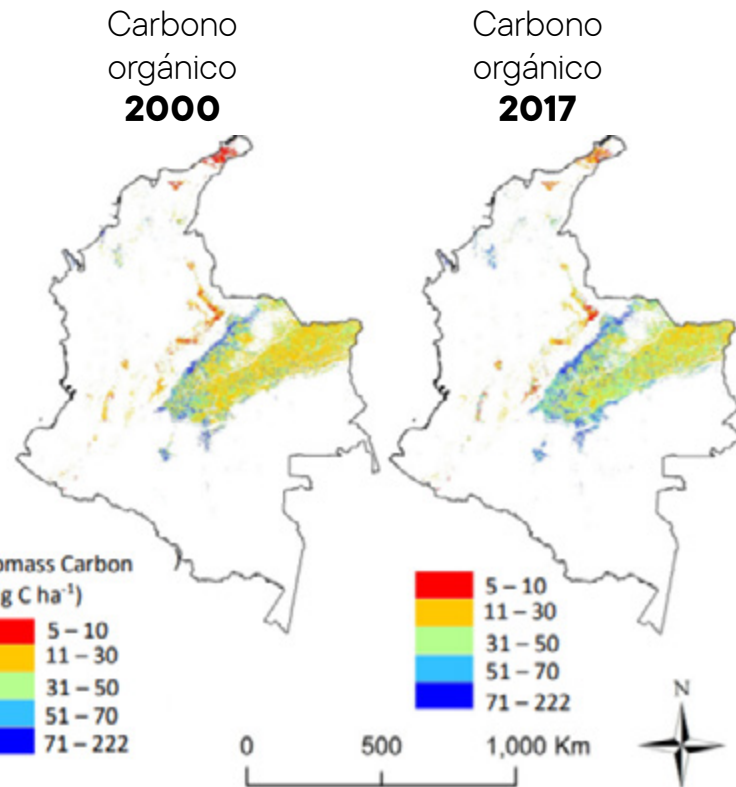 Carbono
orgánico
2000
Carbono
orgánico
2017
omass Carbon
g C ha⁻¹)
5 – 10
11 – 30
31 – 50
51 – 70
71 – 222
5 – 10
11 – 30
31 – 50
51 – 70
71 – 222
0 500 1,000 Km
N